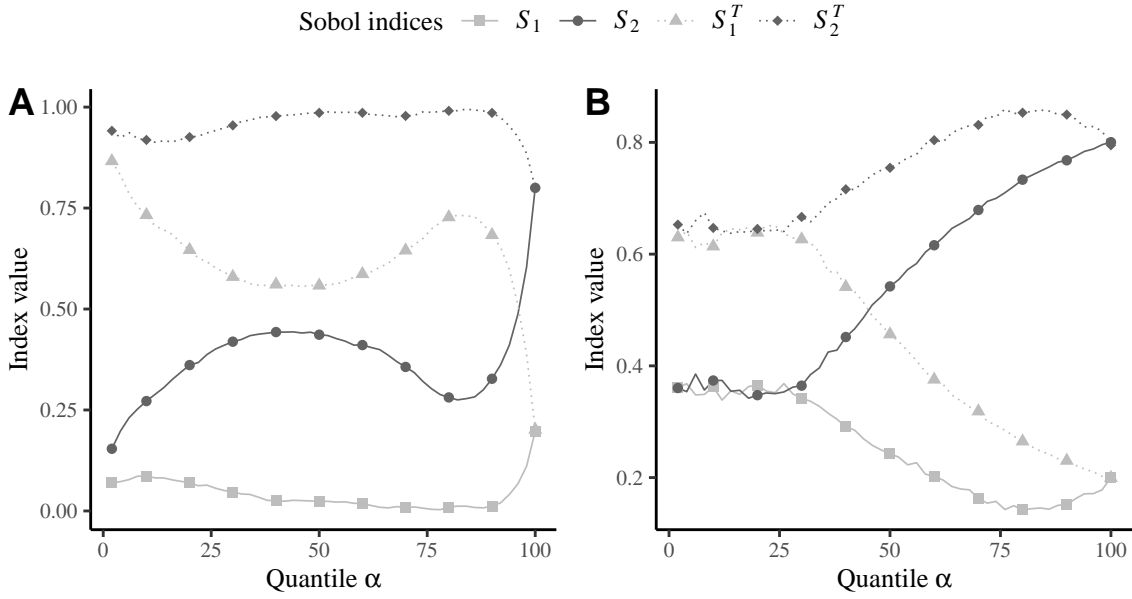 Sobol indices S₁ S₂ S₁ᵀ S₂ᵀ
A
B
Index value
1.00
0.75
0.50
0.25
0.00
0 25 50 75 100
Quantile α
Index value
0.8
0.6
0.4
0.2
0 25 50 75 100
Quantile α